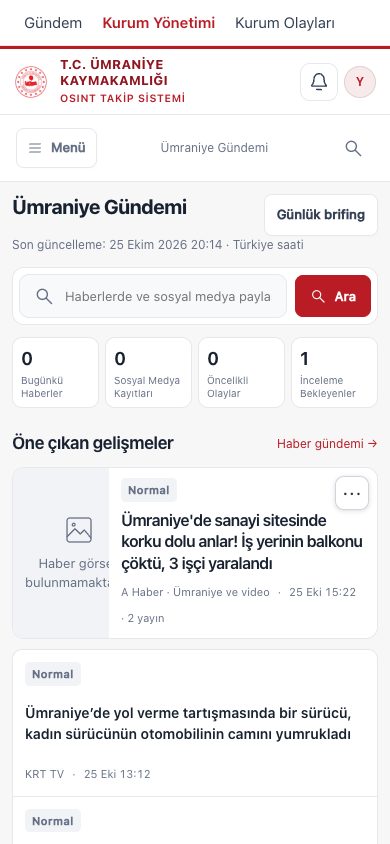 Gündem Kurum Yönetimi Kurum Olayları
T.C. ÜMRANİYE
KAYMAKAMLIĞI
OSINT TAKİP SİSTEMİ
Y
Menü
Ümraniye Gündemi
Ümraniye Gündemi
Günlük brifing
Son güncelleme: 25 Ekim 2026 20:14 · Türkiye saati
Haberlerde ve sosyal medya payla
Ara
0
Bugünkü
Haberler
0
Sosyal Medya
Kayıtları
0
Öncelikli
Olaylar
1
İnceleme
Bekleyenler
Öne çıkan gelişmeler
Haber gündemi →
Haber görse
bulunmamakta
Normal
Ümraniye'de sanayi sitesinde
korku dolu anlar! İş yerinin balkonu
çöktü, 3 işçi yaralandı
A Haber · Ümraniye ve video · 25 Eki 15:22
· 2 yayın
Normal
Ümraniye’de yol verme tartışmasında bir sürücü,
kadın sürücünün otomobilinin camını yumrukladı
KRT TV · 25 Eki 13:12
Normal